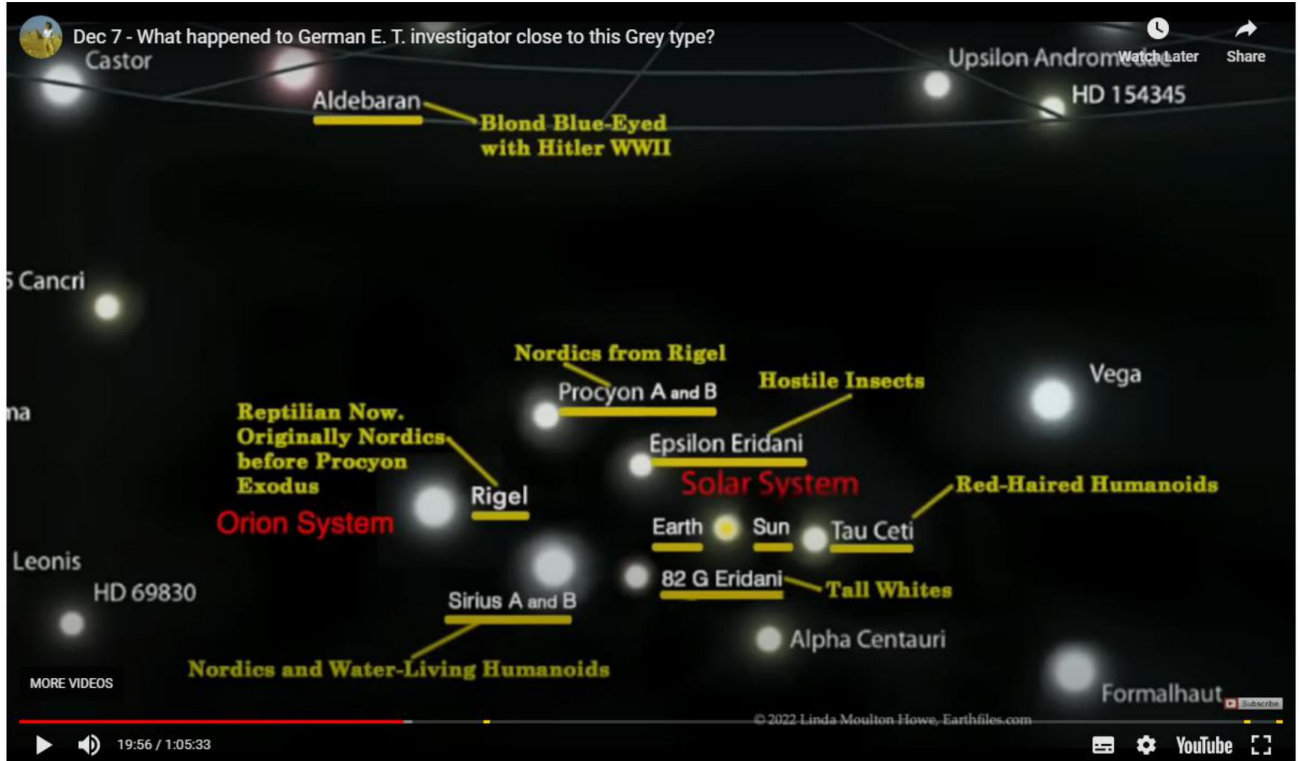 Dec 7 - What happened to German E. T. investigator close to this Grey type?
Watch Later
Share
Castor
Upsilon Andromedae
Aldebaran
HD 154345
Blond Blue-Eyed
with Hitler WWII
5 Cancri
Nordics from Rigel
Vega
Procyon A and B
Hostile Insects
ma
Reptilian Now.
Originally Nordics
before Procyon
Exodus
Epsilon Eridani
Solar System
Rigel
Red-Haired Humanoids
Orion System
Earth
Sun
Tau Ceti
Leonis
82 G Eridani
Tall Whites
HD 69830
Sirius A and B
Alpha Centauri
Nordics and Water-Living Humanoids
MORE VIDEOS
Formalhaut
Subscribe
© 2022 Linda Moulton Howe, Earthfiles.com
19:56 / 1:05:33
YouTube